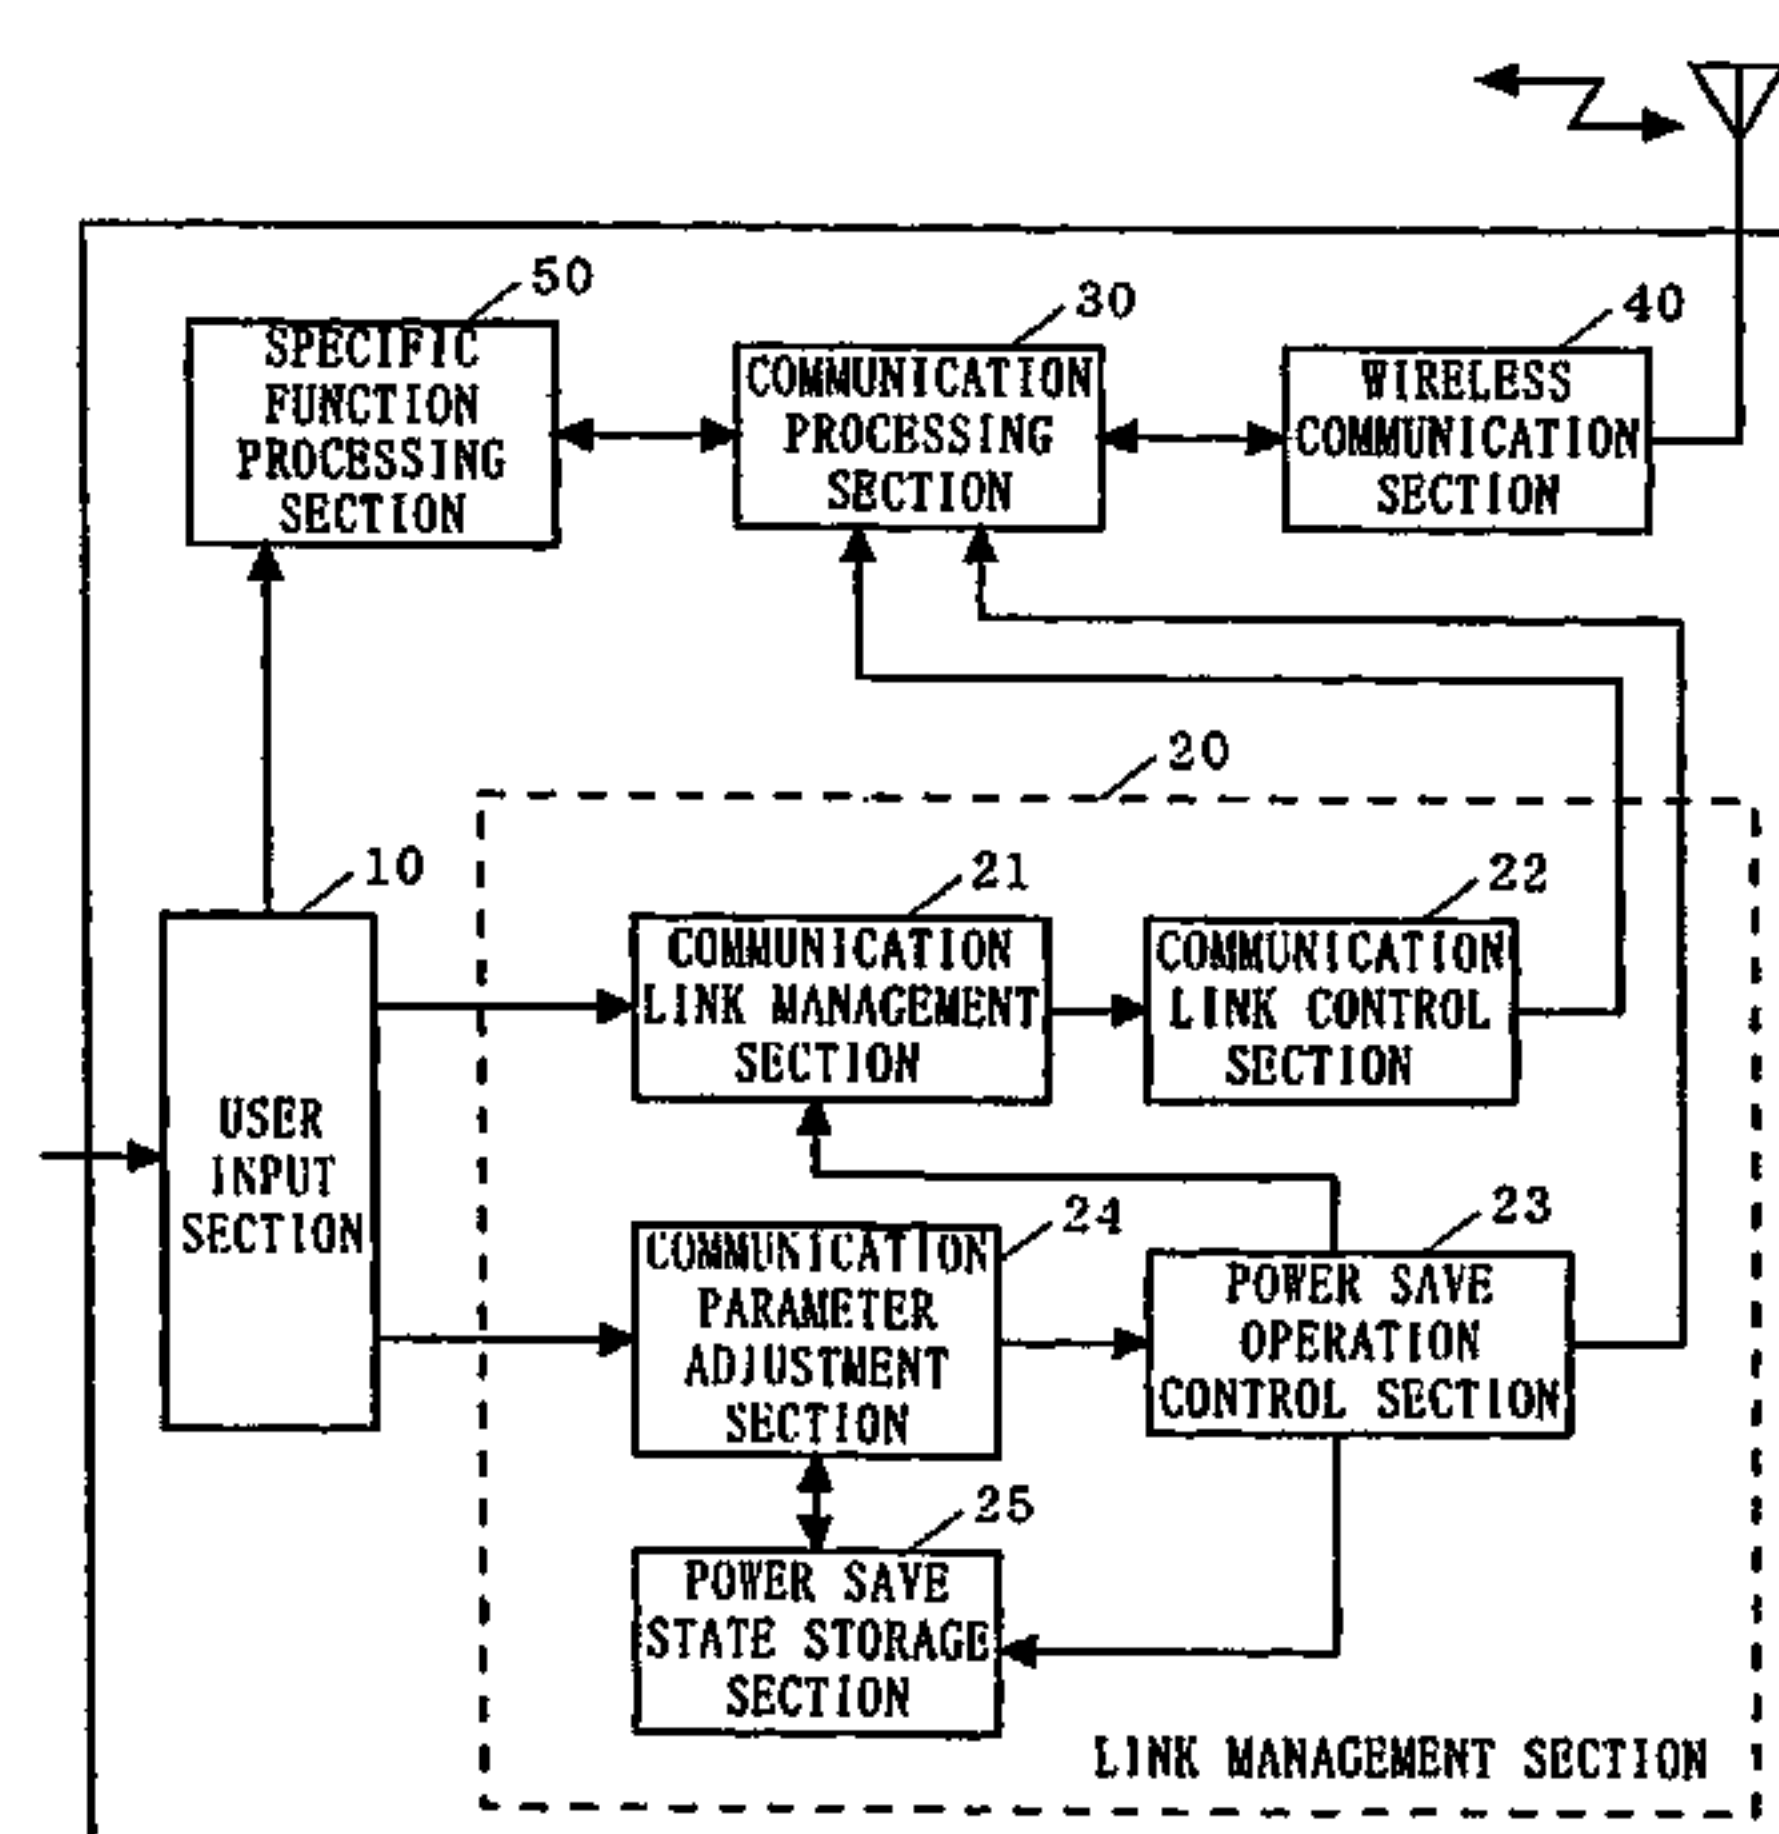 50
SPECIFIC
FUNCTION
PROCESSING
SECTION
30
COMMUNICATION
PROCESSING
SECTION
40
WIRELESS
COMMUNICATION
SECTION
20
10
USER
INPUT
SECTION
21
COMMUNICATION
LINK MANAGEMENT
SECTION
22
COMMUNICATION
LINK CONTROL
SECTION
24
COMMUNICATION
PARAMETER
ADJUSTMENT
SECTION
23
POWER SAVE
OPERATION
CONTROL SECTION
25
POWER SAVE
STATE STORAGE
SECTION
LINK MANAGEMENT SECTION